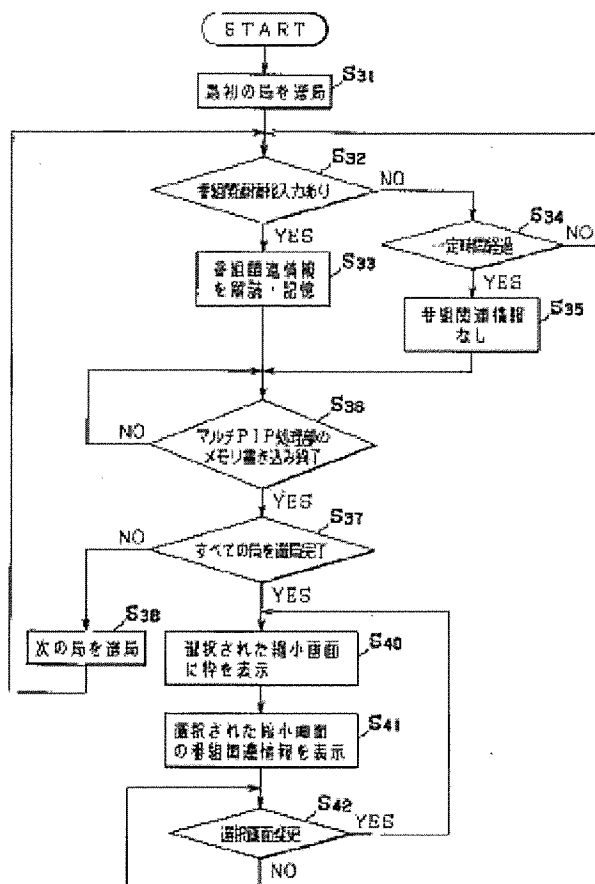 START
S31
最初の局を選局
S32
番組関連情報入力あり
NO
YES
S34
一定時間経過
NO
YES
S33
番組関連情報
を解読・記憶
S35
番組関連情報
なし
S36
マルチPIP処理部の
メモリ書き込み終了
NO
YES
S37
すべての局を選局完了
NO
YES
S38
次の局を選局
S40
選択された縮小画面
に枠を表示
S41
選択された縮小画面
の番組関連情報を表示
S42
選択画面変更
YES
NO